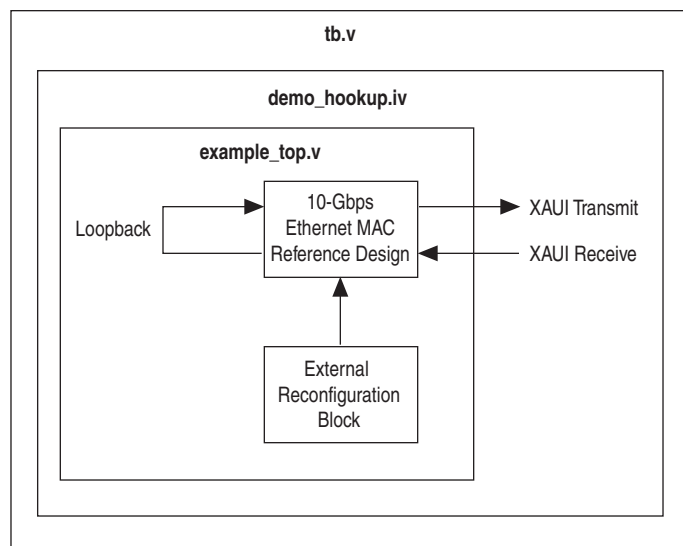 tb.v
demo_hookup.iv
example_top.v
10-Gbps
Ethernet MAC
Reference Design
Loopback
XAUI Transmit
XAUI Receive
External
Reconfiguration
Block